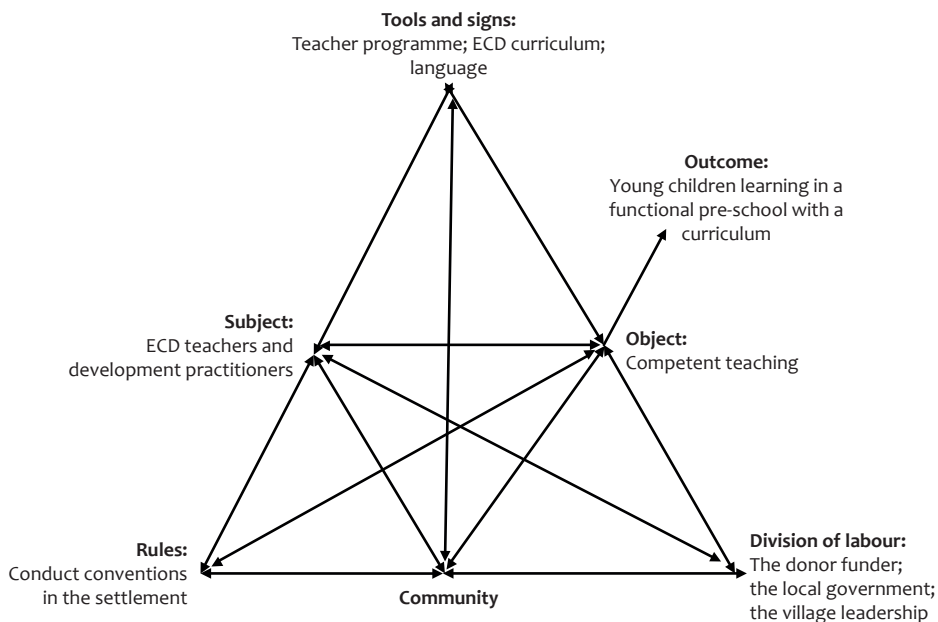 Tools and signs:
Teacher programme; ECD curriculum;
language
Outcome:
Young children learning in a
functional pre-school with a
curriculum
Subject:
ECD teachers and
development practitioners
Object:
Competent teaching
Rules:
Conduct conventions
in the settlement
Community
Division of labour:
The donor funder;
the local government;
the village leadership